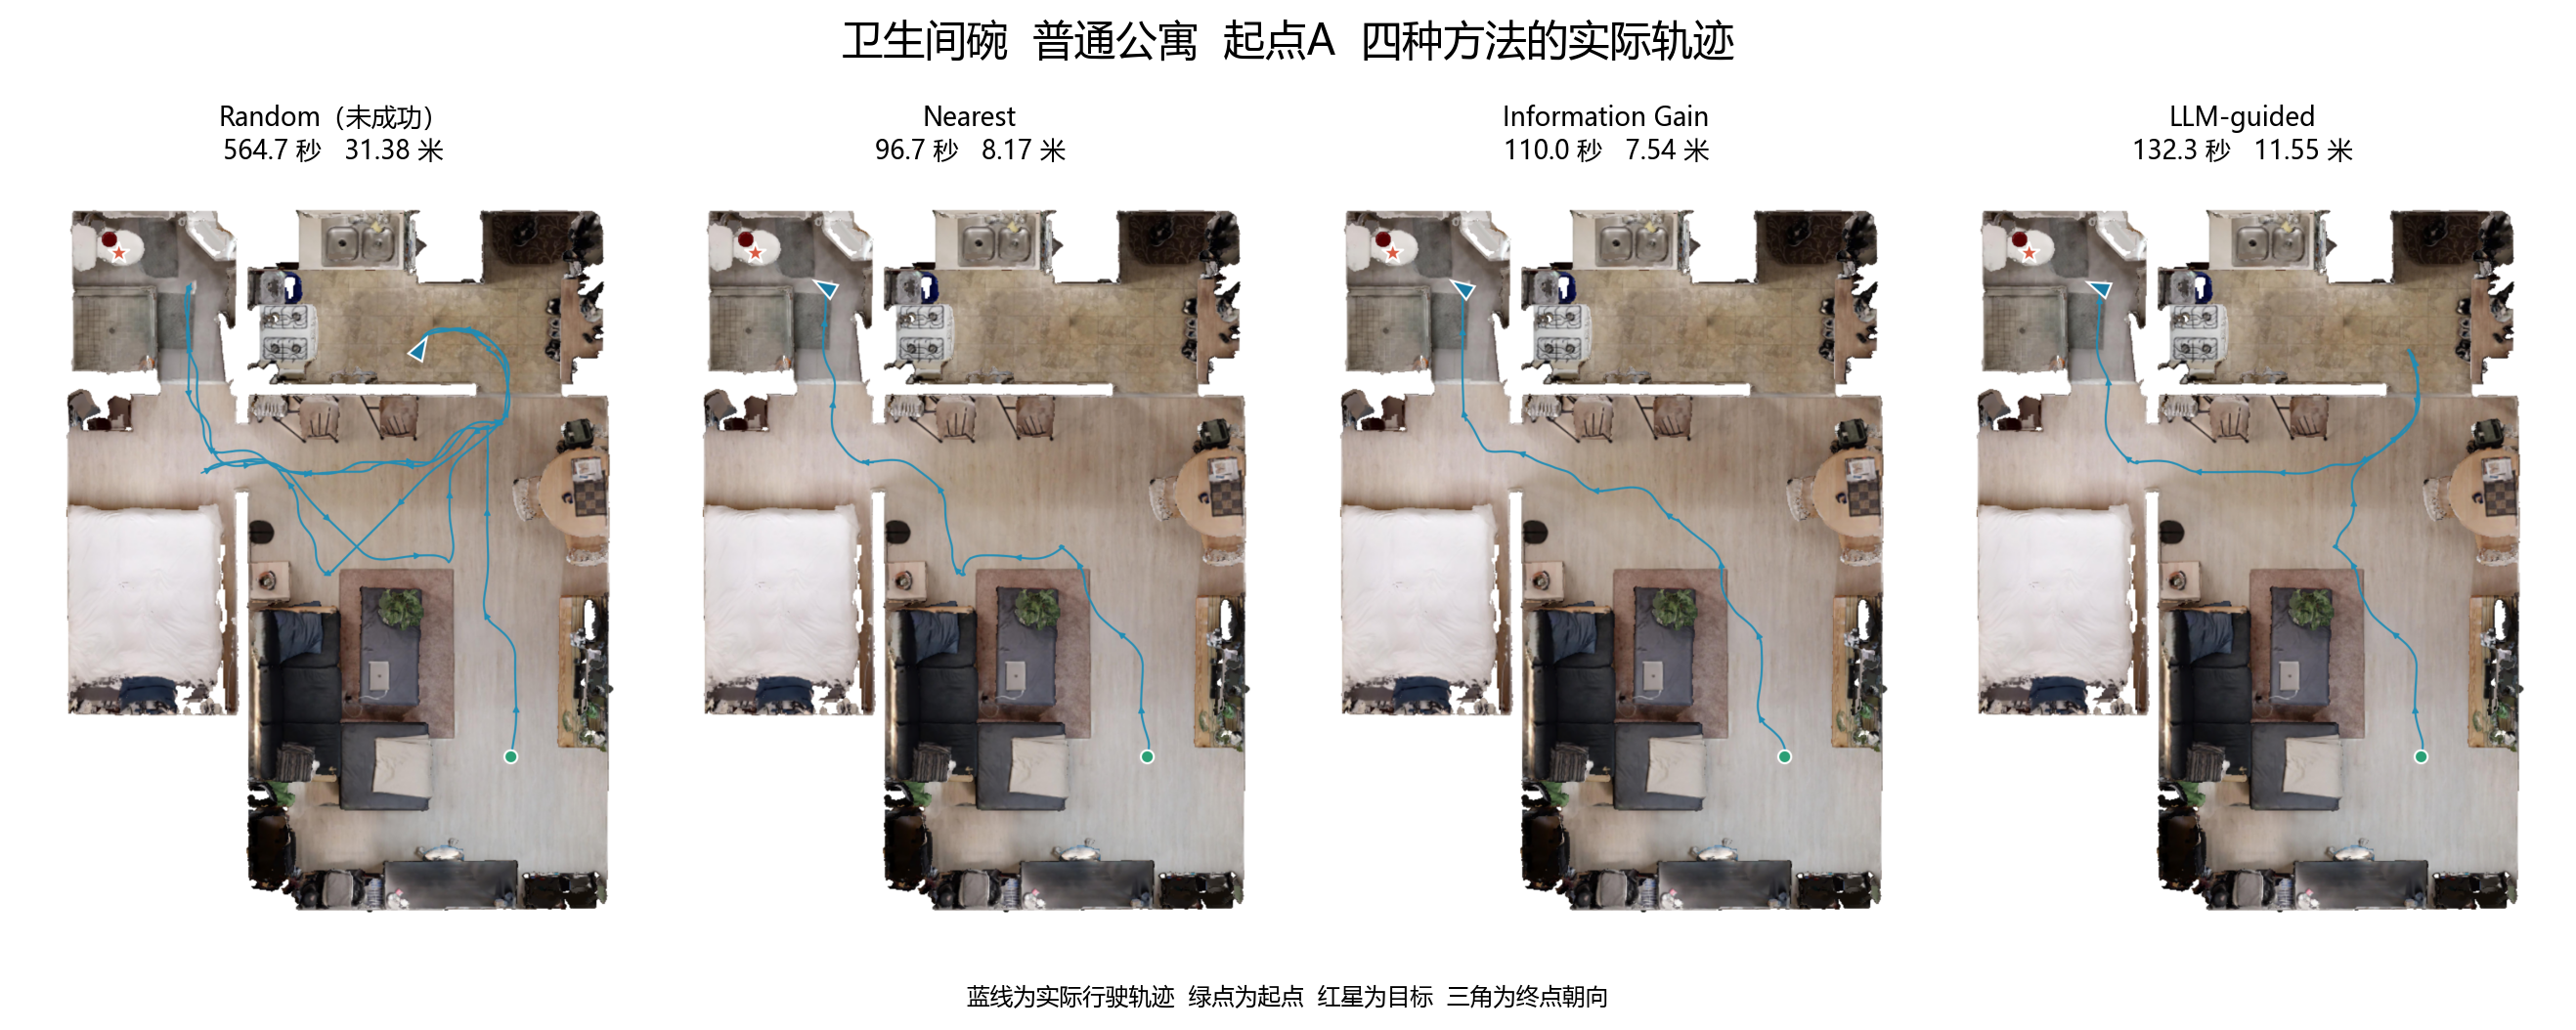 卫生间碗 普通公寓 起点A 四种方法的实际轨迹
Random（未成功）
564.7 秒 31.38 米
Nearest
96.7 秒 8.17 米
Information Gain
110.0 秒 7.54 米
LLM-guided
132.3 秒 11.55 米
蓝线为实际行驶轨迹 绿点为起点 红星为目标 三角为终点朝向